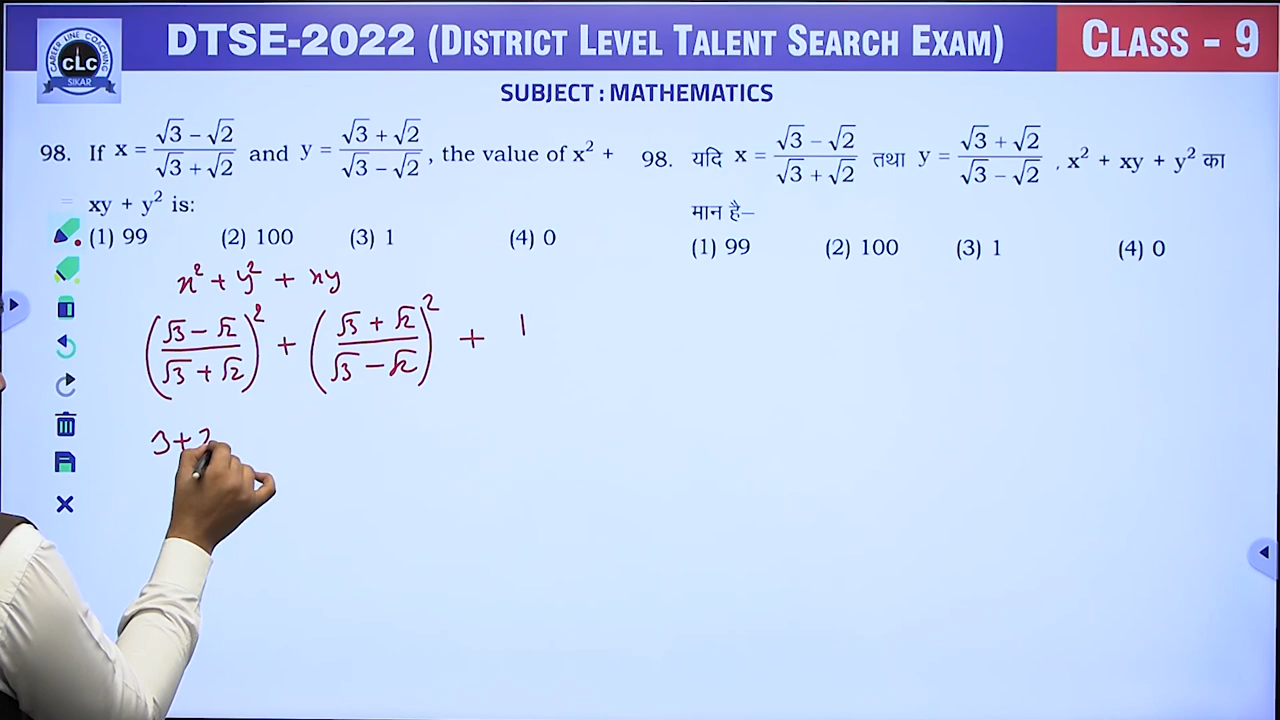 CAREER LINE COACHING
CLC
SIKAR
DTSE-2022 (DISTRICT LEVEL TALENT SEARCH EXAM)
CLASS - 9
SUBJECT : MATHEMATICS
98. If x = (√3 − √2)/(√3 + √2) and y = (√3 + √2)/(√3 − √2), the value of x² +
= xy + y² is:
(1) 99 (2) 100 (3) 1 (4) 0
98. यदि x = (√3 − √2)/(√3 + √2) तथा y = (√3 + √2)/(√3 − √2), x² + xy + y² का
मान है–
(1) 99 (2) 100 (3) 1 (4) 0
x² + y² + xy
((√3 − √2)/(√3 + √2))² + ((√3 + √2)/(√3 − √2))² + 1
3+2